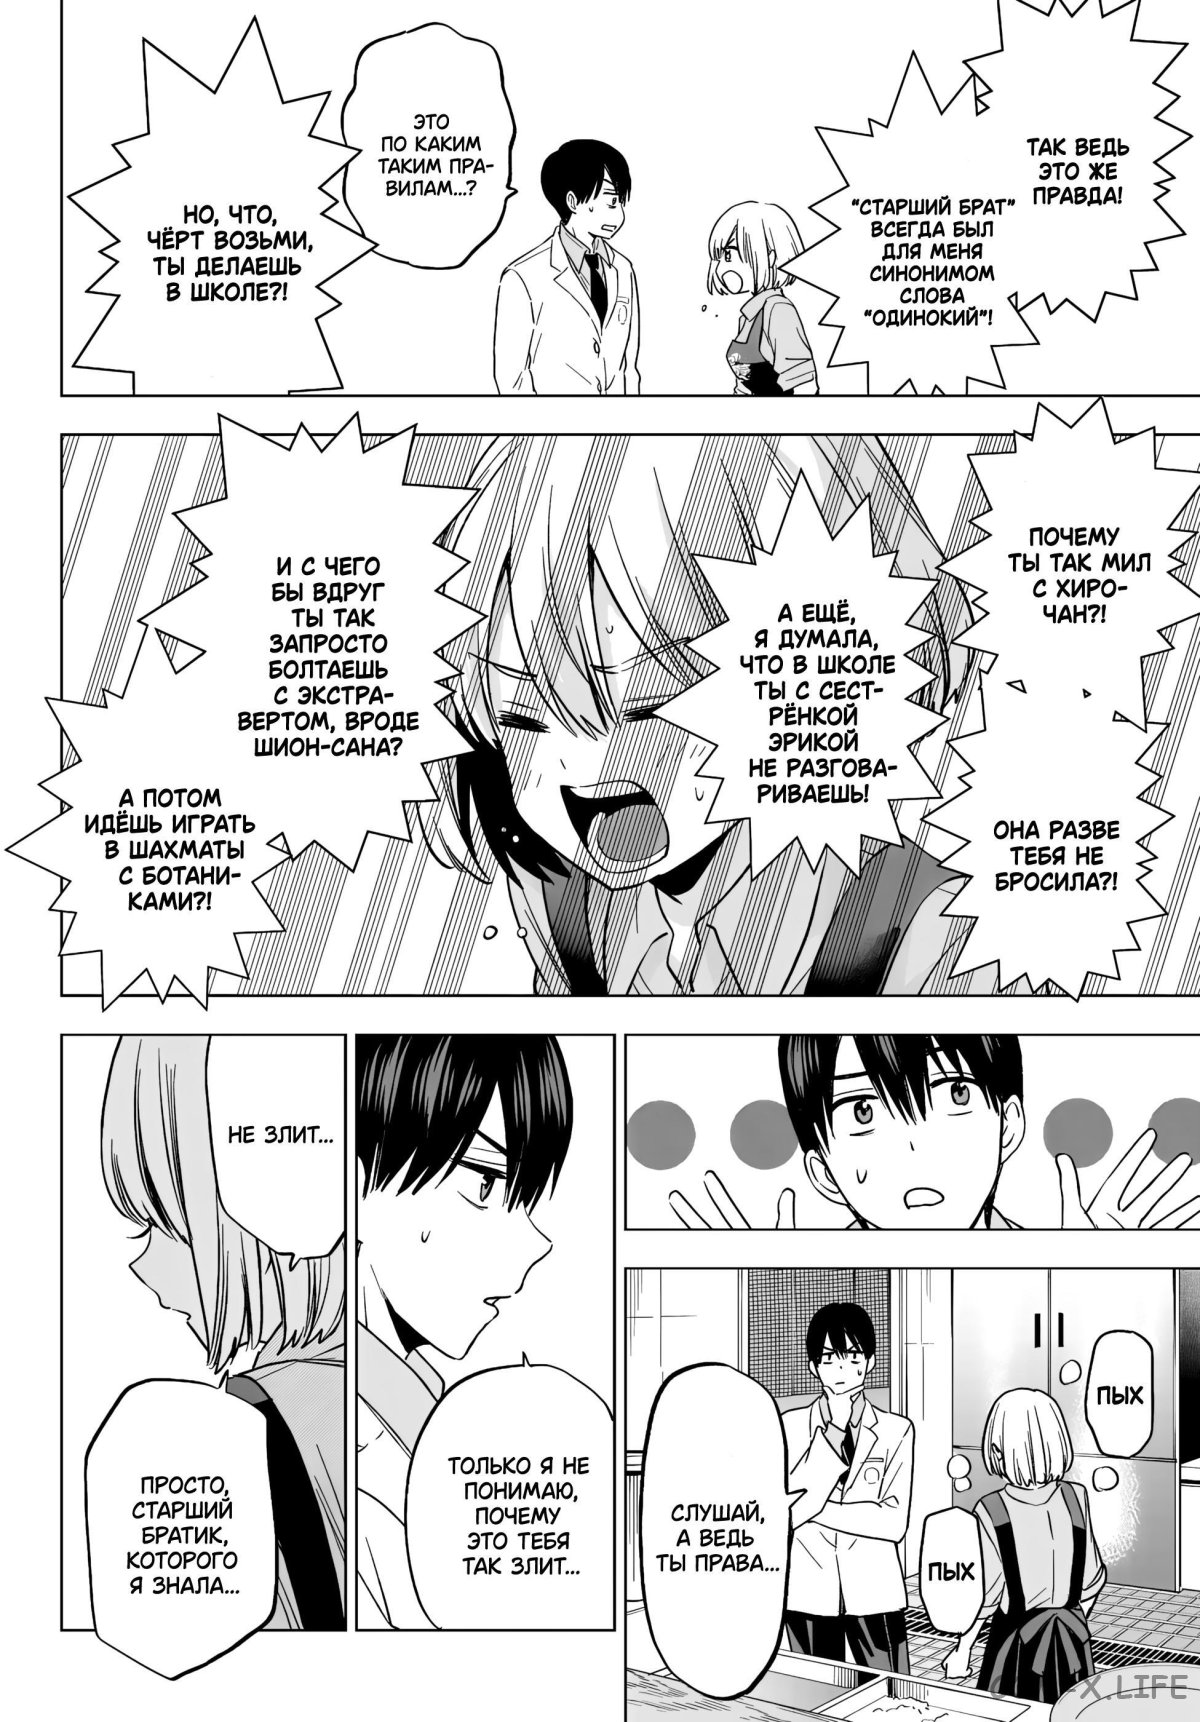 ТАК ВЕДЬ
ЭТО ЖЕ
ПРАВДА!
"СТАРШИЙ БРАТ"
ВСЕГДА БЫЛ
ДЛЯ МЕНЯ
СИНОНИМОМ
СЛОВА
"ОДИНОКИЙ"!
ЭТО
ПО КАКИМ
ТАКИМ ПРА-
ВИЛАМ...?
НО, ЧТО,
ЧЁРТ ВОЗЬМИ,
ТЫ ДЕЛАЕШЬ
В ШКОЛЕ?!
ПОЧЕМУ
ТЫ ТАК МИЛ
С ХИРО-
ЧАН?!
ОНА РАЗВЕ
ТЕБЯ НЕ
БРОСИЛА?!
А ЕЩЁ,
Я ДУМАЛА,
ЧТО В ШКОЛЕ
ТЫ С СЕСТ-
РЁНКОЙ
ЭРИКОЙ
НЕ РАЗГОВА-
РИВАЕШЬ!
И С ЧЕГО
БЫ ВДРУГ
ТЫ ТАК
ЗАПРОСТО
БОЛТАЕШЬ
С ЭКСТРА-
ВЕРТОМ, ВРОДЕ
ШИОН-САНА?
А ПОТОМ
ИДЁШЬ ИГРАТЬ
В ШАХМАТЫ
С БОТАНИ-
КАМИ?!
ПЫХ
ПЫХ
СЛУШАЙ,
А ВЕДЬ
ТЫ ПРАВА...
ТОЛЬКО Я НЕ
ПОНИМАЮ,
ПОЧЕМУ
ЭТО ТЕБЯ
ТАК ЗЛИТ...
НЕ ЗЛИТ...
ПРОСТО,
СТАРШИЙ
БРАТИК,
КОТОРОГО
Я ЗНАЛА...